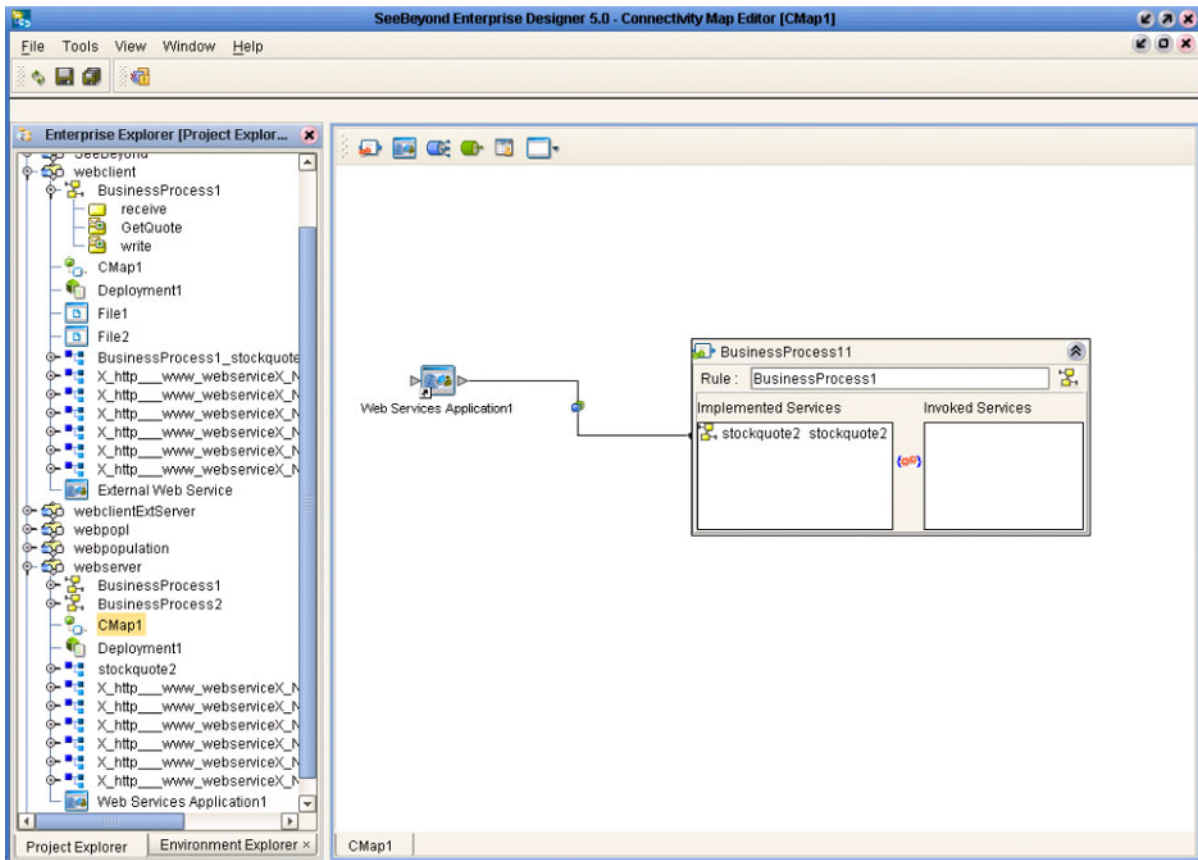 SeeBeyond Enterprise Designer 5.0 - Connectivity Map Editor [CMap1]
File Tools View Window Help
Enterprise Explorer [Project Explor...
SeeBeyond
webclient
BusinessProcess1
receive
GetQuote
write
CMap1
Deployment1
File1
File2
BusinessProcess1_stockquote
X_http___www_webserviceX_N
X_http___www_webserviceX_N
X_http___www_webserviceX_N
X_http___www_webserviceX_N
X_http___www_webserviceX_N
X_http___www_webserviceX_N
External Web Service
webclientExtServer
webpopl
webpopulation
webserver
BusinessProcess1
BusinessProcess2
CMap1
Deployment1
stockquote2
X_http___www_webserviceX_N
X_http___www_webserviceX_N
X_http___www_webserviceX_N
X_http___www_webserviceX_N
X_http___www_webserviceX_N
X_http___www_webserviceX_N
Web Services Application1
Project Explorer
Environment Explorer ×
Web Services Application1
BusinessProcess11
Rule : BusinessProcess1
Implemented Services
Invoked Services
stockquote2 stockquote2
CMap1